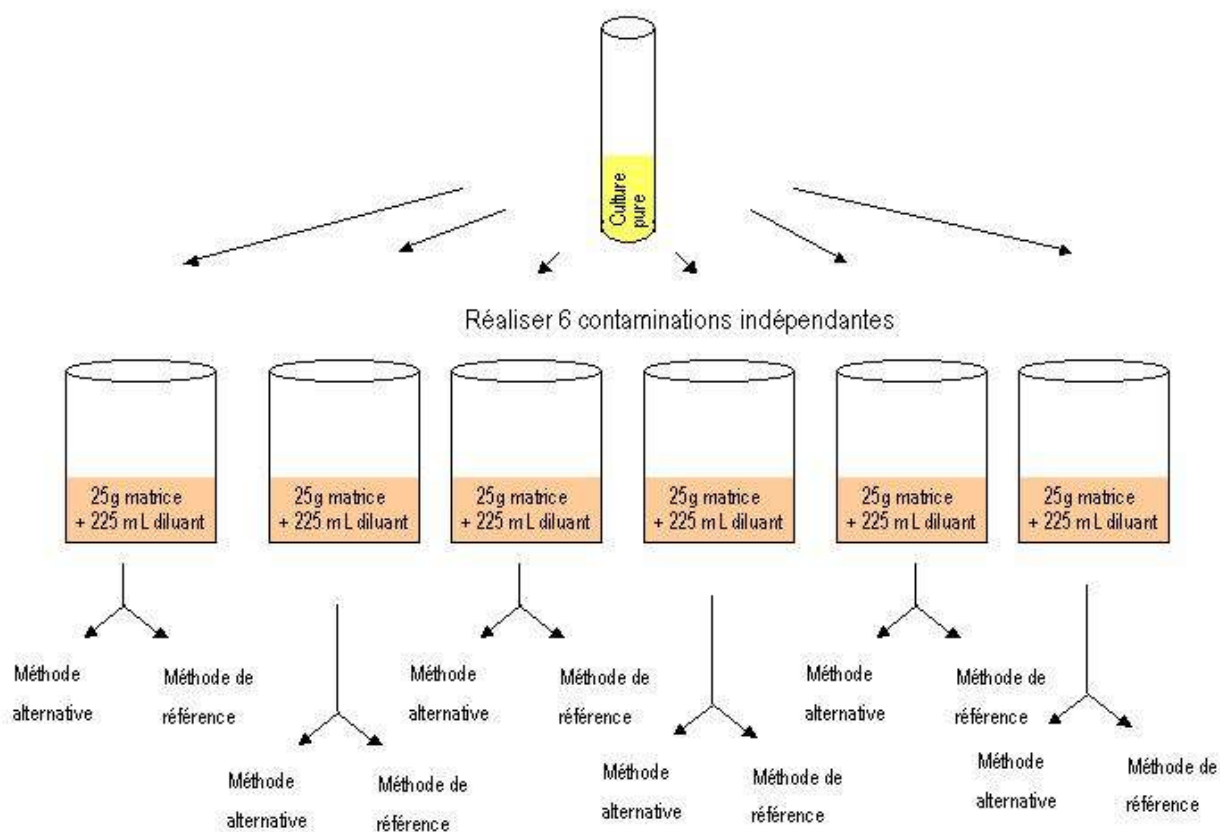 Culture
pure
Réaliser 6 contaminations indépendantes
25g matrice
+ 225 mL diluant
25g matrice
+ 225 mL diluant
25g matrice
+ 225 mL diluant
25g matrice
+ 225 mL diluant
25g matrice
+ 225 mL diluant
25g matrice
+ 225 mL diluant
Méthode
alternative
Méthode de
référence
Méthode
alternative
Méthode de
référence
Méthode
alternative
Méthode de
référence
Méthode
alternative
Méthode de
référence
Méthode
alternative
Méthode de
référence
Méthode
alternative
Méthode de
référence